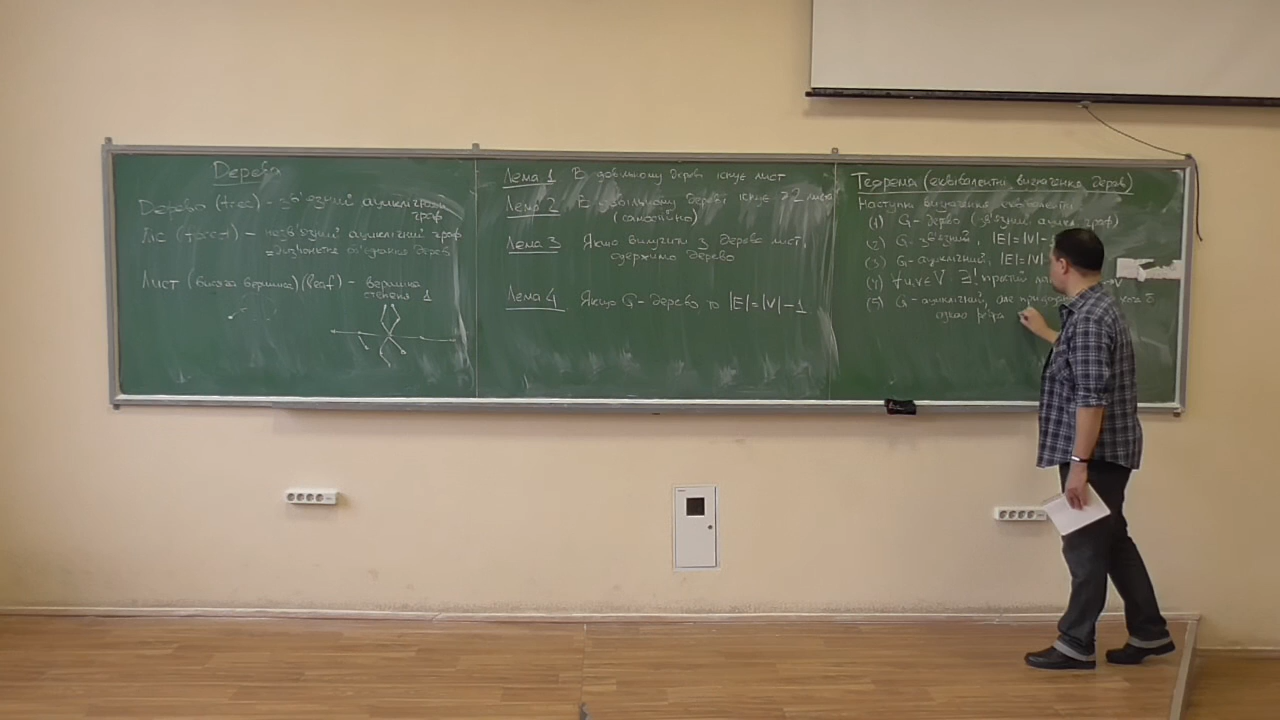 Дерева
Дерево (tree) – зв'язний ациклічний
граф
Ліс (forest) – незв'язний ациклічний граф
= диз'юнктне об'єднання дерев
Лист (висяча вершина) (leaf) – вершина
степеня 1
Лема 1 В довільному дереві існує лист
Лема 2 В довільному дереві існує ≥2 листи
(самостійно)
Лема 3 Якщо вилучити з дерева лист,
одержимо дерево
Лема 4 Якщо G – дерево то |E|=|V|-1
Теорема (еквівалентні визначення дерев)
Наступні визначення еквівалентні
(1) G – дерево (зв'язний ацикл. граф)
(2) G – зв'язний, |E|=|V|-
(3) G – ациклічний, |E|=|V|-
(4) ∀u,v∈V ∃! простий
(5) G – ациклічний, але при
ребра